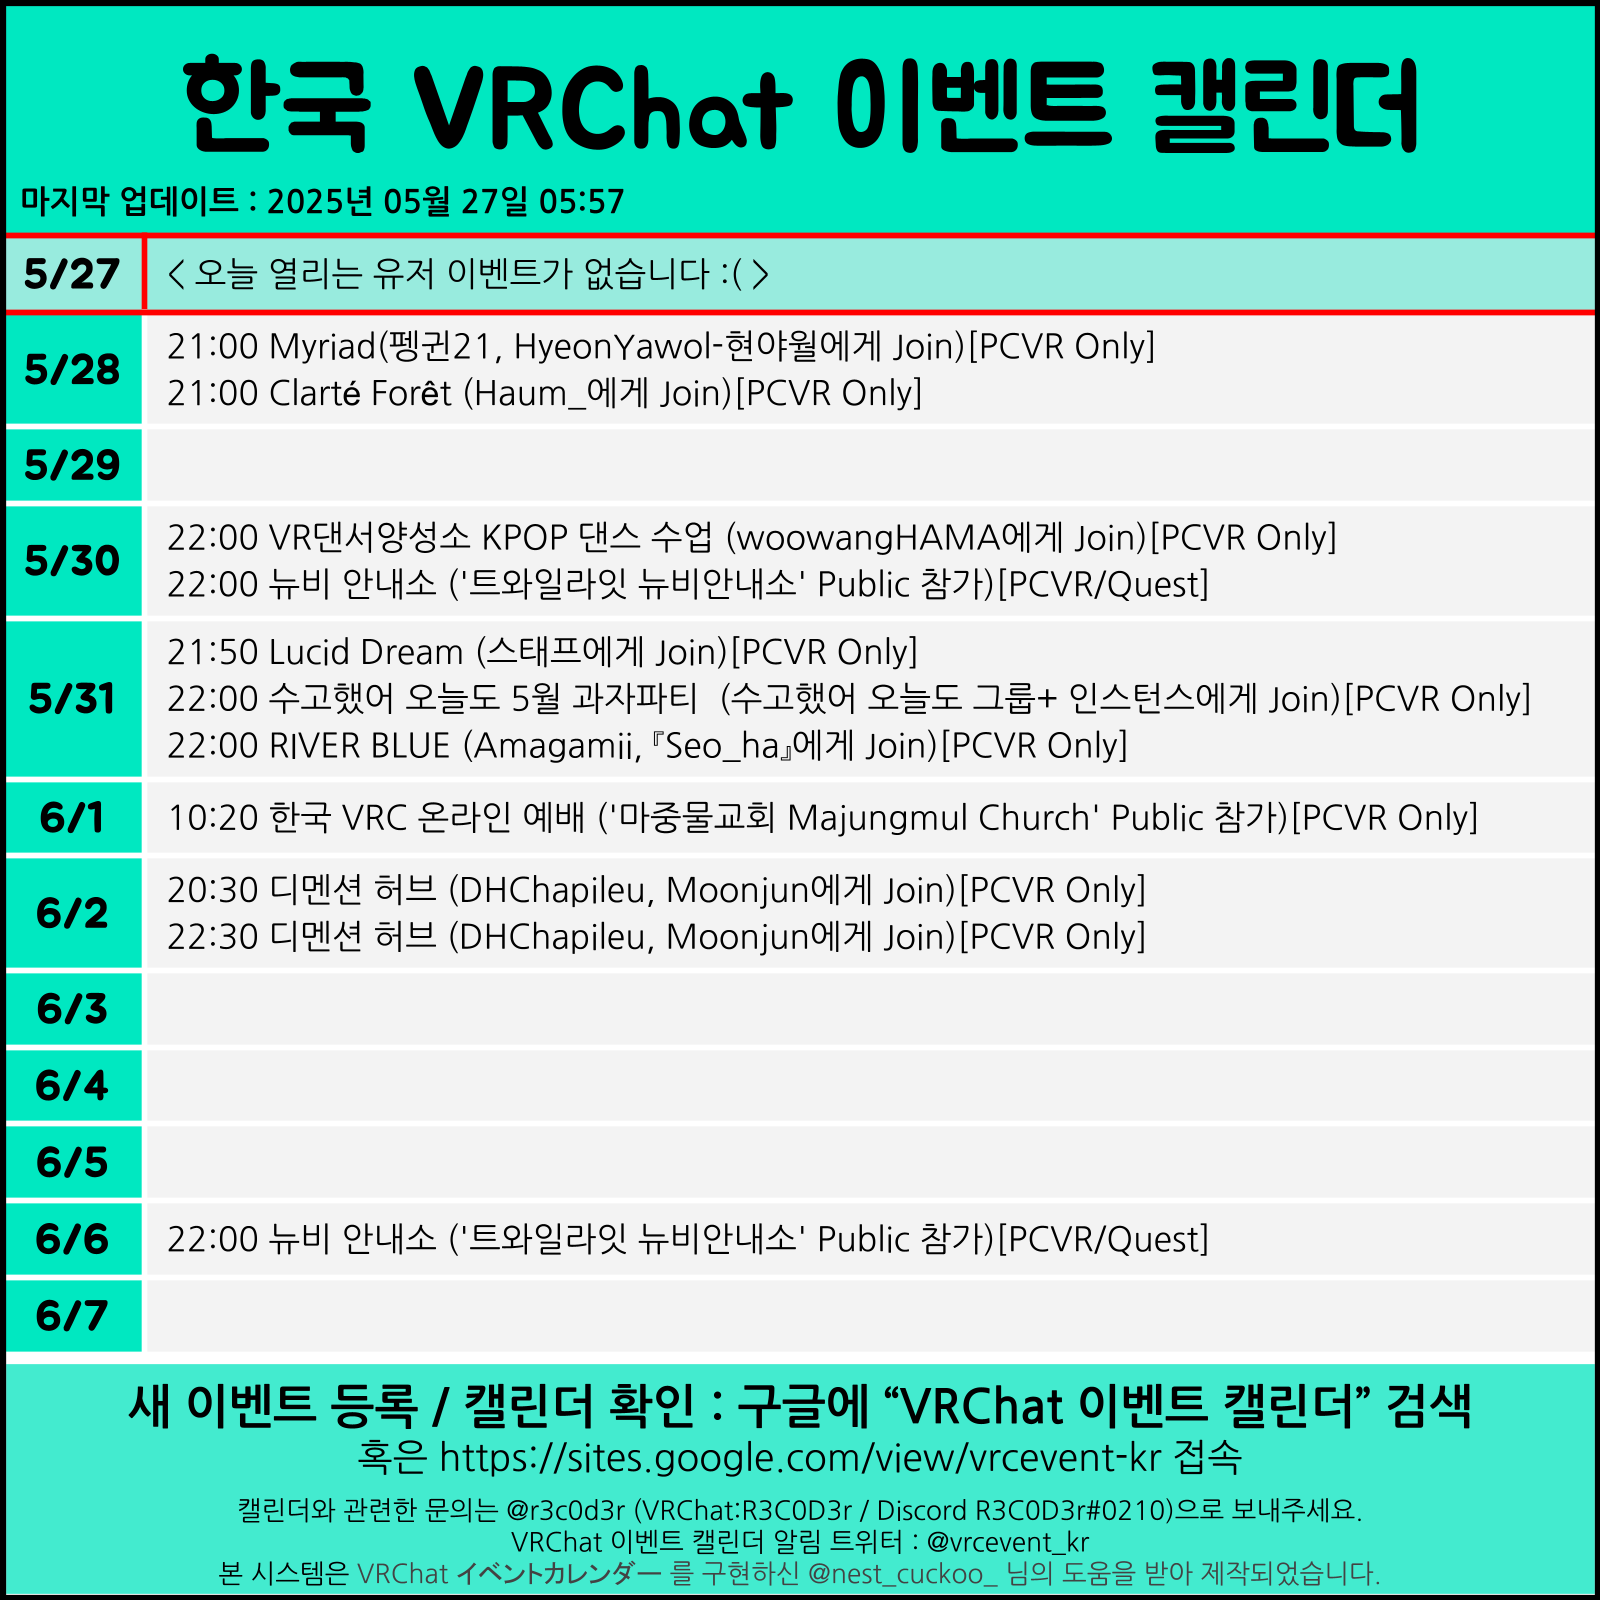 한국 VRChat 이벤트 캘린더
마지막 업데이트 : 2025년 05월 27일 05:57
5/27
< 오늘 열리는 유저 이벤트가 없습니다 :( >
5/28
21:00 Myriad(펭귄21, HyeonYawol-현야월에게 Join)[PCVR Only]
21:00 Clarté Forêt (Haum_에게 Join)[PCVR Only]
5/29
5/30
22:00 VR댄서양성소 KPOP 댄스 수업 (woowangHAMA에게 Join)[PCVR Only]
22:00 뉴비 안내소 ('트와일라잇 뉴비안내소' Public 참가)[PCVR/Quest]
5/31
21:50 Lucid Dream (스태프에게 Join)[PCVR Only]
22:00 수고했어 오늘도 5월 과자파티  (수고했어 오늘도 그룹+ 인스턴스에게 Join)[PCVR Only]
22:00 RIVER BLUE (Amagamii,『Seo_ha』에게 Join)[PCVR Only]
6/1
10:20 한국 VRC 온라인 예배 ('마중물교회 Majungmul Church' Public 참가)[PCVR Only]
6/2
20:30 디멘션 허브 (DHChapileu, Moonjun에게 Join)[PCVR Only]
22:30 디멘션 허브 (DHChapileu, Moonjun에게 Join)[PCVR Only]
6/3
6/4
6/5
6/6
22:00 뉴비 안내소 ('트와일라잇 뉴비안내소' Public 참가)[PCVR/Quest]
6/7
새 이벤트 등록 / 캘린더 확인 : 구글에 “VRChat 이벤트 캘린더” 검색
혹은 https://sites.google.com/view/vrcevent-kr 접속
캘린더와 관련한 문의는 @r3c0d3r (VRChat:R3C0D3r / Discord R3C0D3r#0210)으로 보내주세요.
VRChat 이벤트 캘린더 알림 트위터 : @vrcevent_kr
본 시스템은 VRChat イベントカレンダー 를 구현하신 @nest_cuckoo_ 님의 도움을 받아 제작되었습니다.